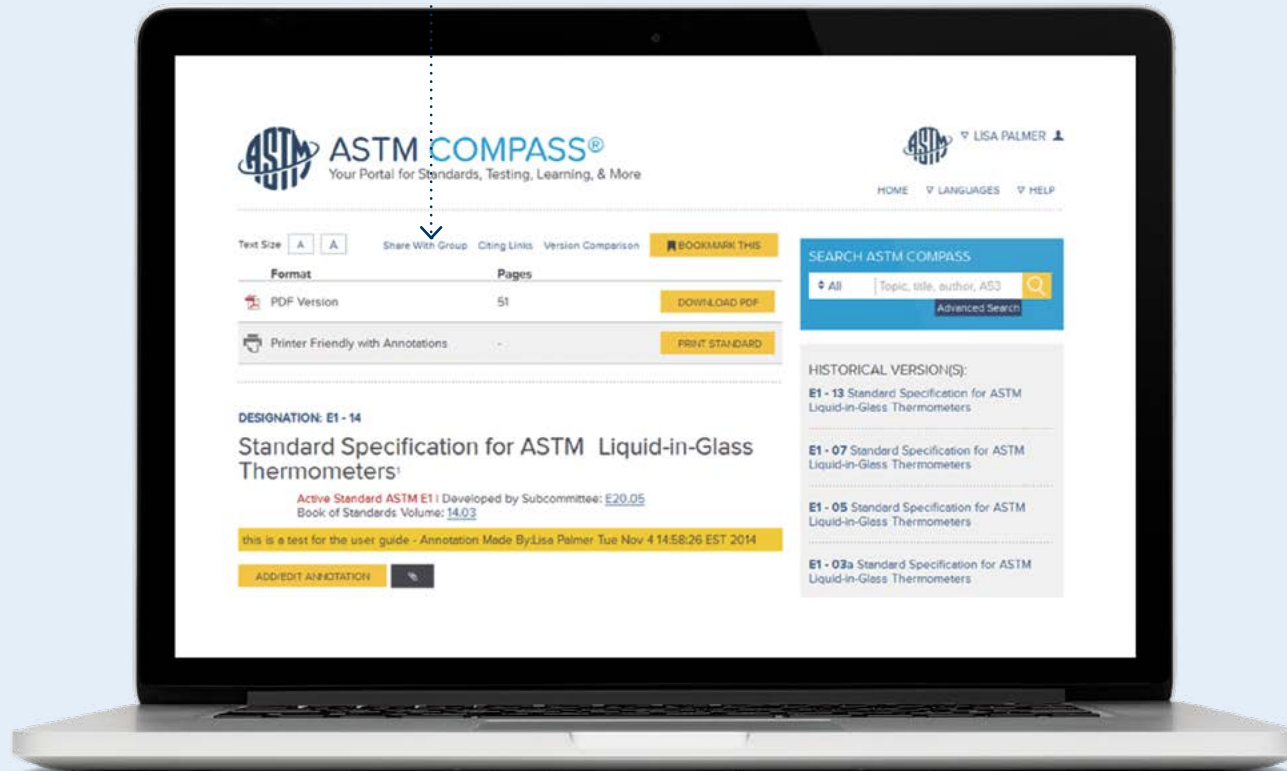 ASTM
ASTM COMPASS®
Your Portal for Standards, Testing, Learning, & More
ASTM
LISA PALMER
HOME LANGUAGES HELP
Text Size A A Share With Group Citing Links Version Comparison BOOKMARK THIS
Format Pages
PDF Version 51 DOWNLOAD PDF
Printer Friendly with Annotations - PRINT STANDARD
DESIGNATION: E1 - 14
Standard Specification for ASTM Liquid-in-Glass
Thermometers¹
Active Standard ASTM E1 | Developed by Subcommittee: E20.05
Book of Standards Volume: 14.03
this is a test for the user guide - Annotation Made By:Lisa Palmer Tue Nov 4 14:58:26 EST 2014
ADD/EDIT ANNOTATION
SEARCH ASTM COMPASS
All Topic, title, author, A53
Advanced Search
HISTORICAL VERSION(S):
E1 - 13 Standard Specification for ASTM
Liquid-in-Glass Thermometers
E1 - 07 Standard Specification for ASTM
Liquid-in-Glass Thermometers
E1 - 05 Standard Specification for ASTM
Liquid-in-Glass Thermometers
E1 - 03a Standard Specification for ASTM
Liquid-in-Glass Thermometers